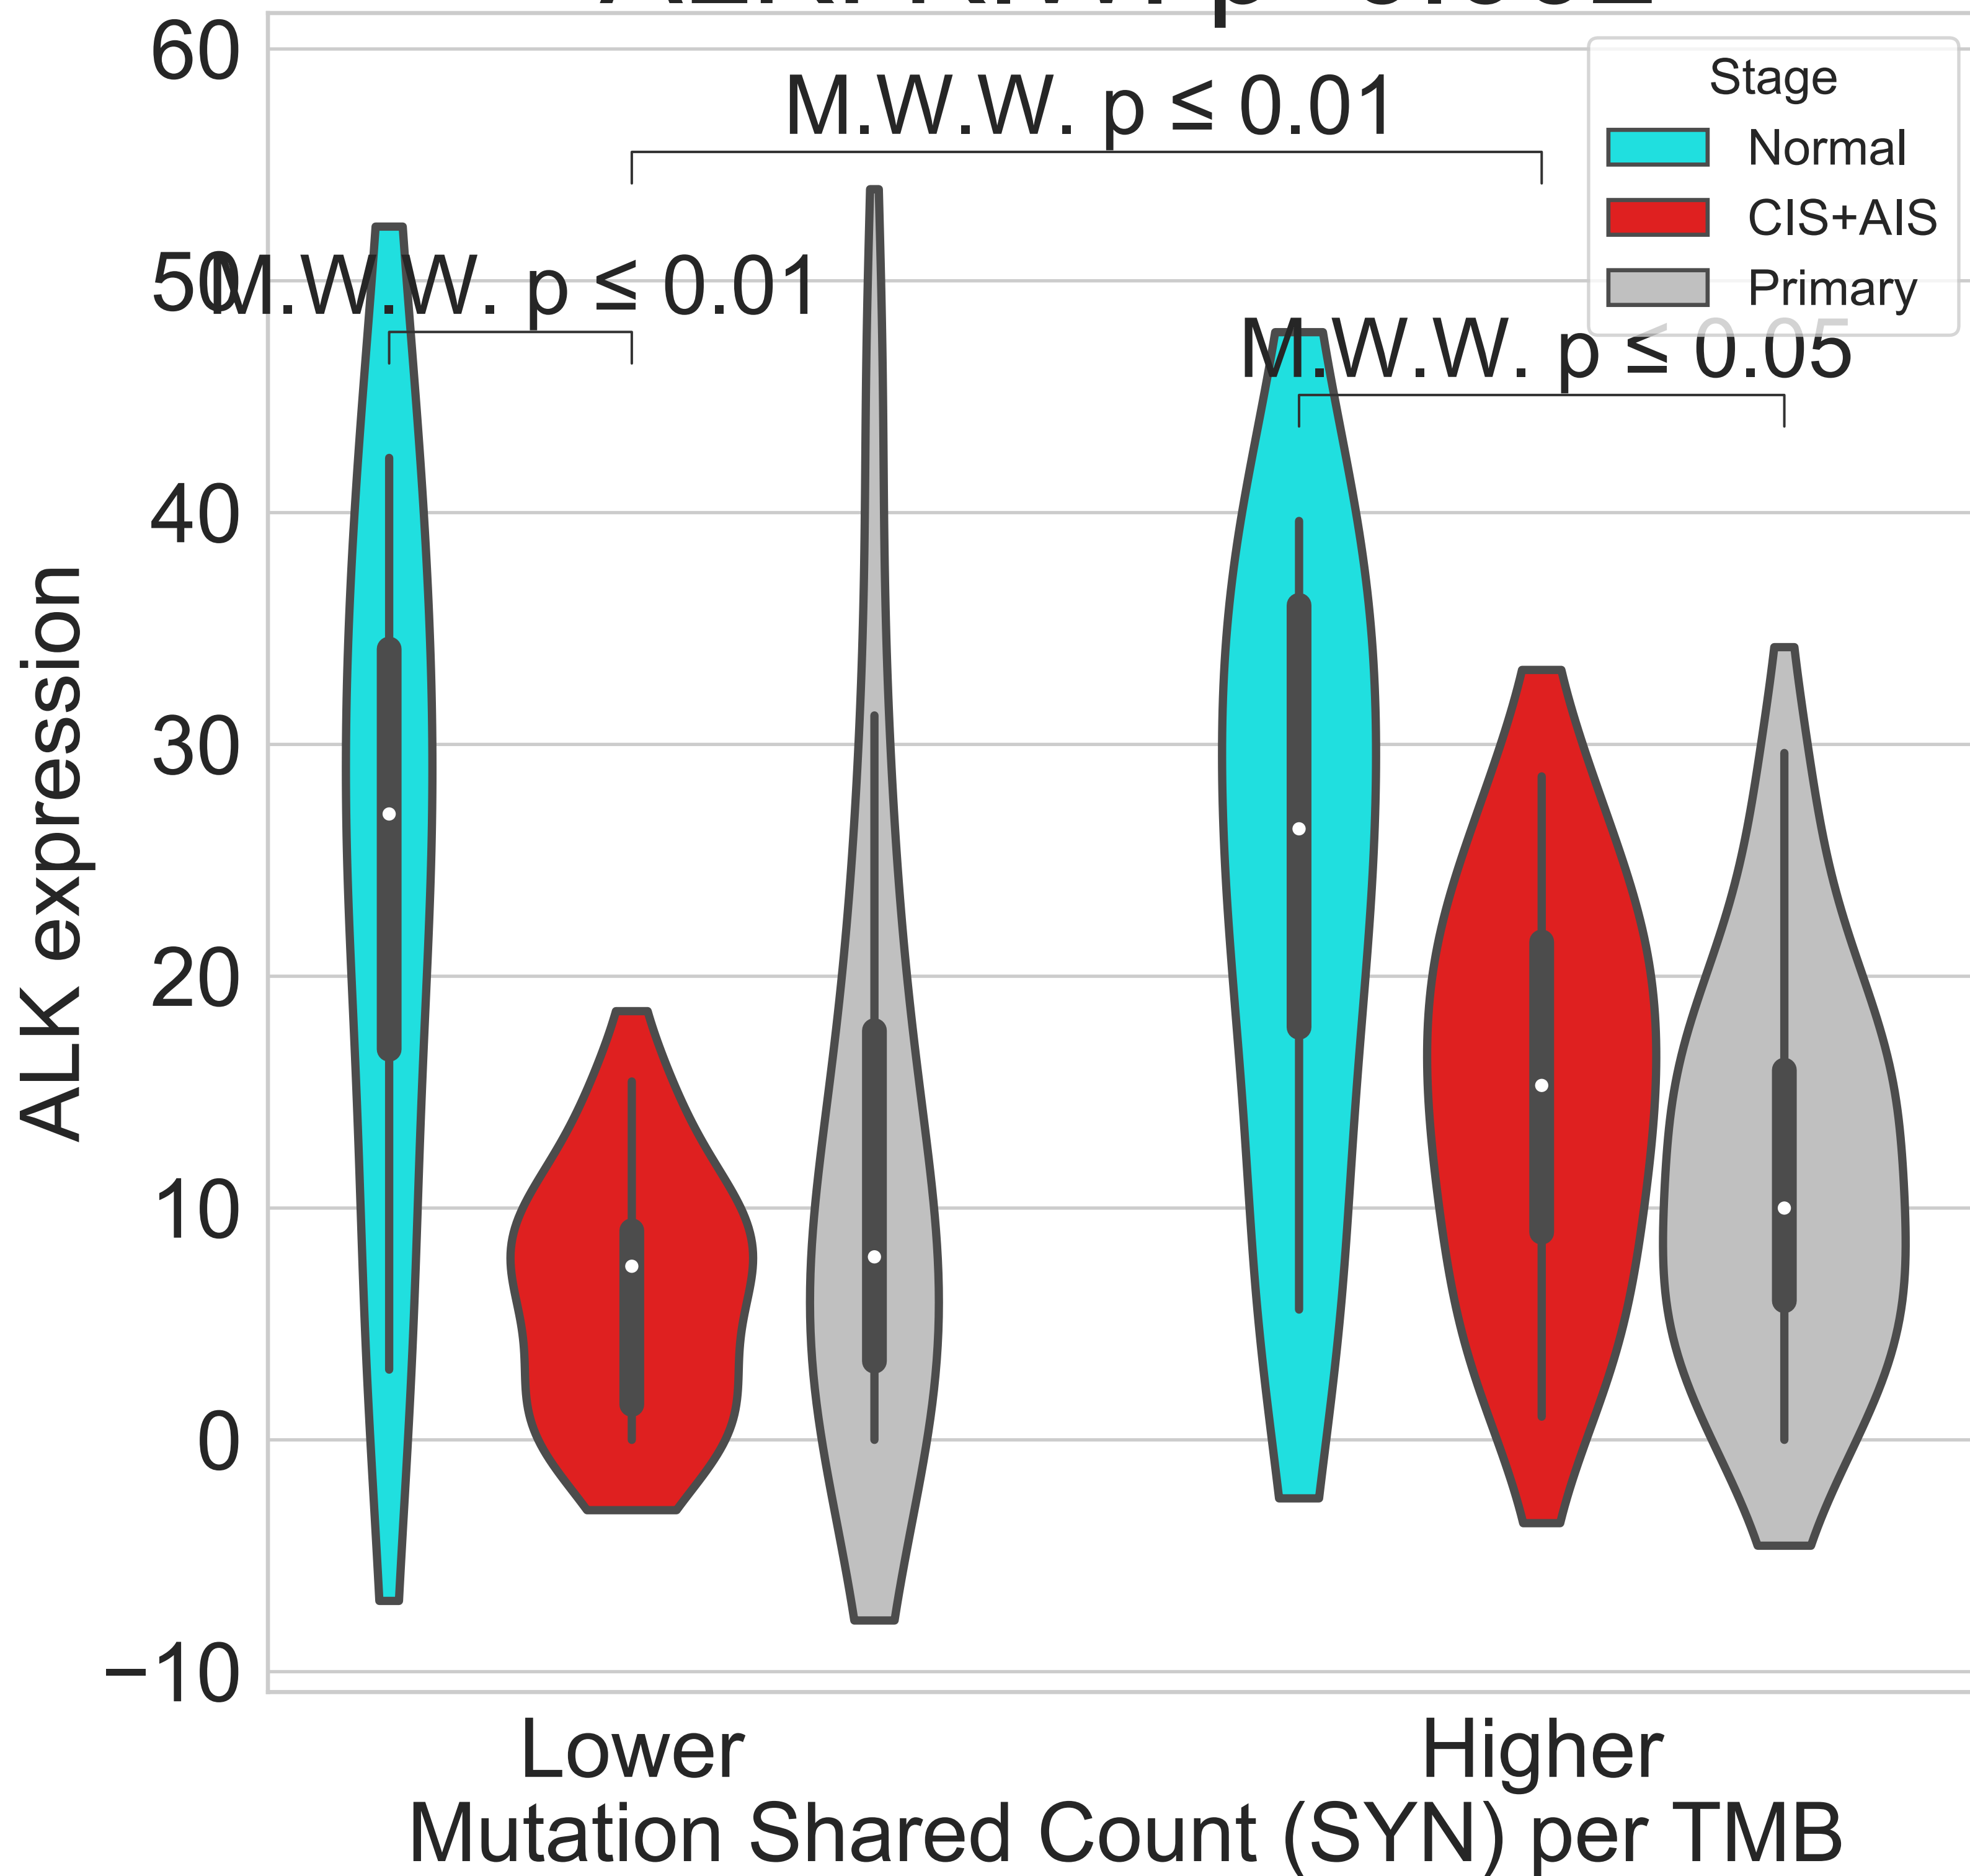 60
M.W.W. p ≤ 0.01
Stage
Normal
CIS+AIS
Primary
50
M.W.W. p ≤ 0.01
M.W.W. p ≤ 0.05
40
30
20
10
0
−10
ALK expression
Lower
Higher
Mutation Shared Count (SYN) per TMB